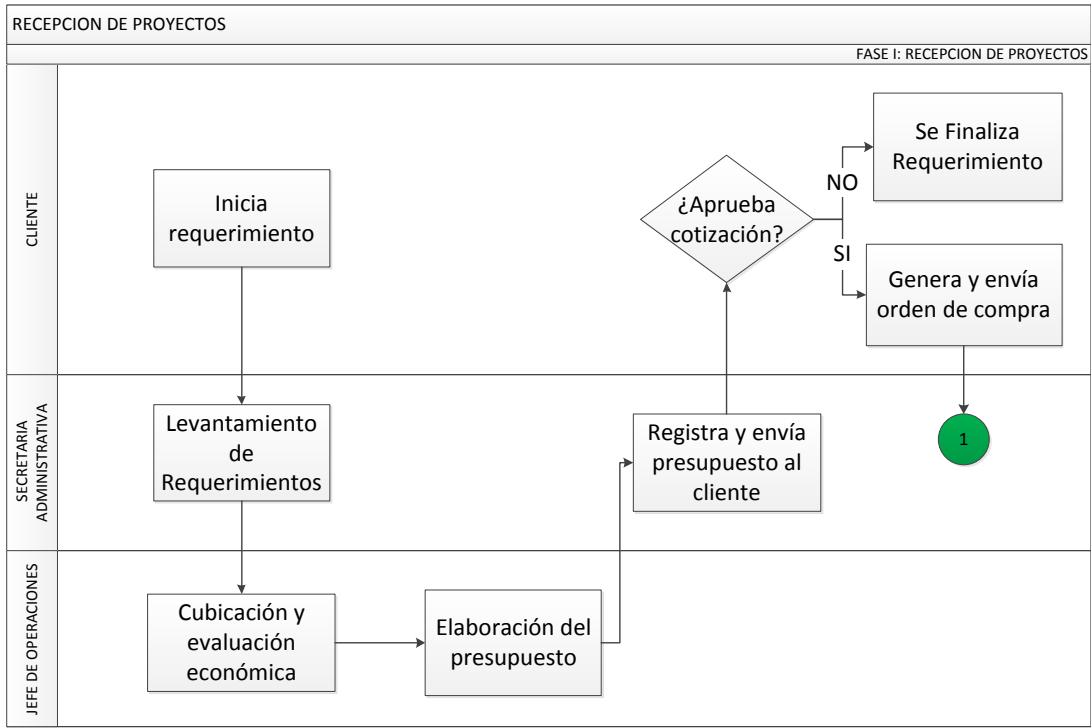 RECEPCION DE PROYECTOS
FASE I: RECEPCION DE PROYECTOS
CLIENTE
Inicia
requerimiento
¿Aprueba
cotización?
NO
SI
Se Finaliza
Requerimiento
Genera y envía
orden de compra
SECRETARIA
ADMINISTRATIVA
Levantamiento
de
Requerimientos
Registra y envía
presupuesto al
cliente
1
JEFE DE OPERACIONES
Cubicación y
evaluación
económica
Elaboración del
presupuesto